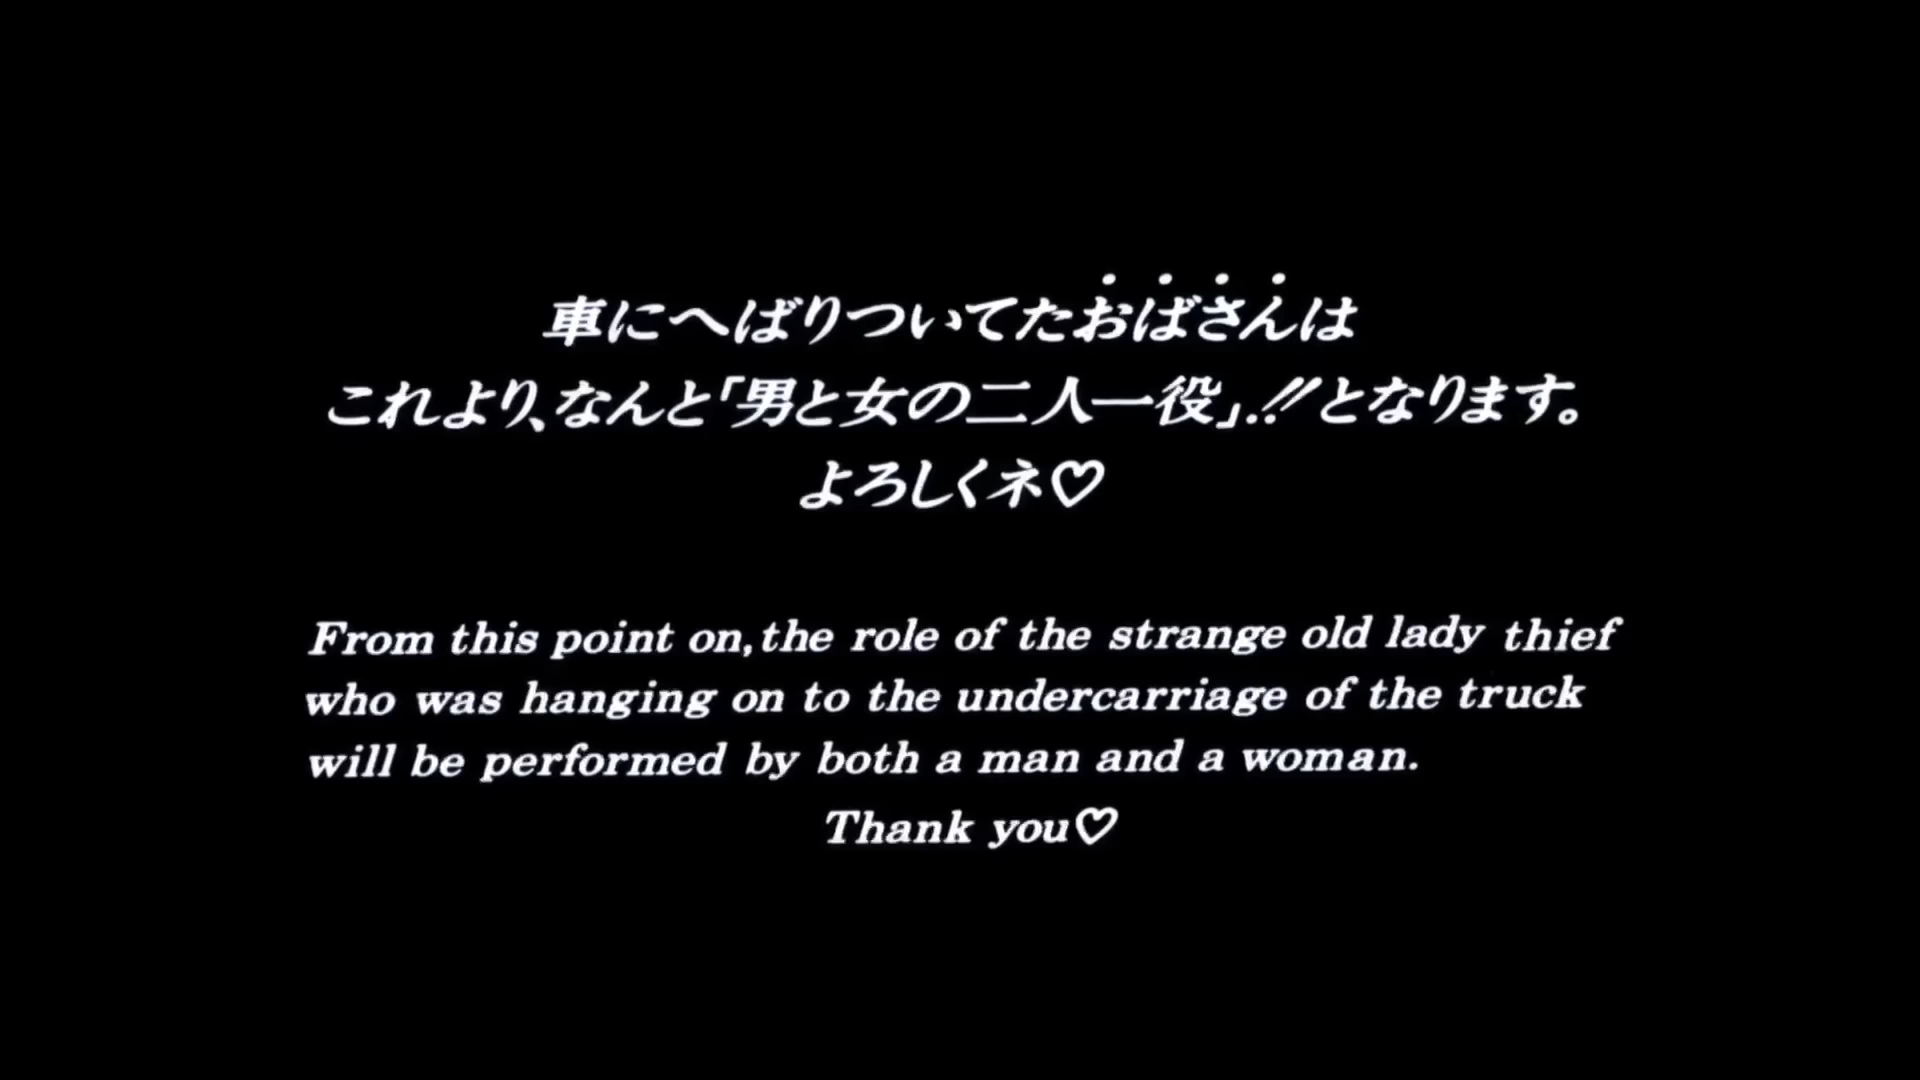 車にへばりついてたおばさんは
これより、なんと「男と女の二人一役」!!となります。
よろしくネ♡
From this point on, the role of the strange old lady thief
who was hanging on to the undercarriage of the truck
will be performed by both a man and a woman.
Thank you♡